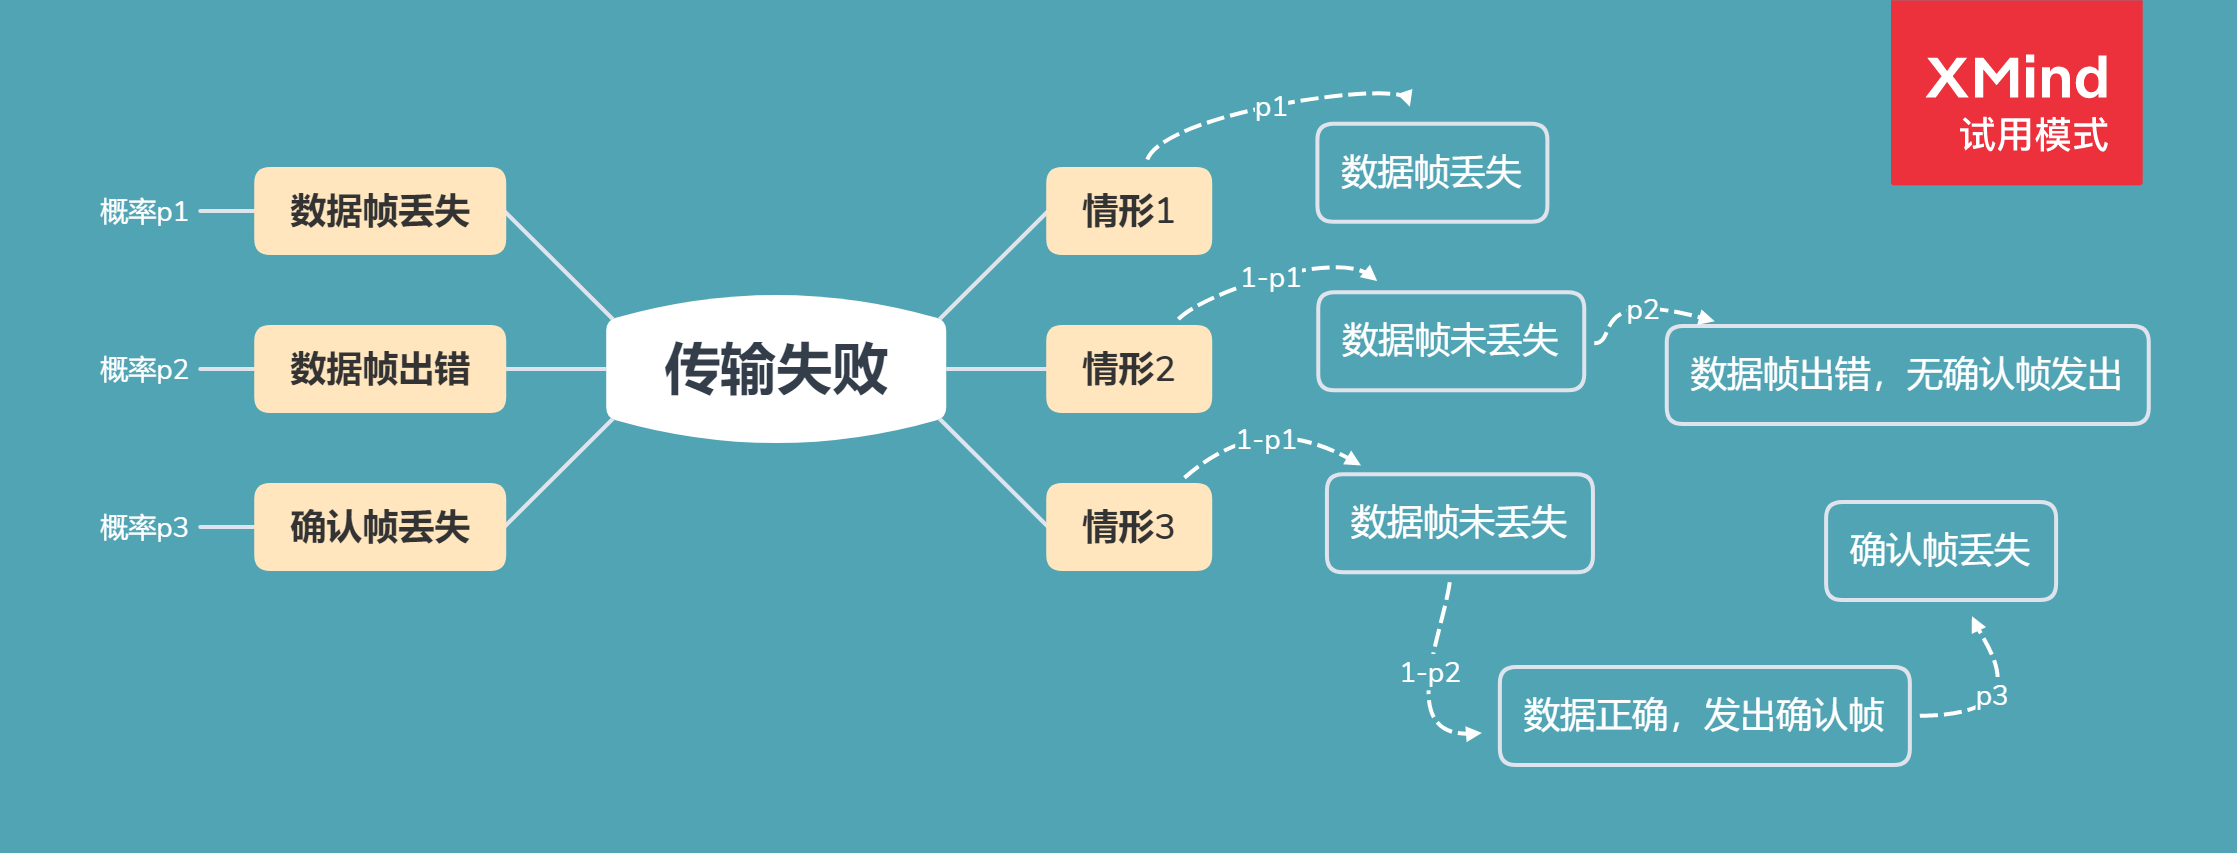 XMind
试用模式
p1
数据帧丢失
概率p1
数据帧丢失
情形1
1-p1
数据帧未丢失
p2
数据帧出错，无确认帧发出
概率p2
数据帧出错
传输失败
情形2
1-p1
数据帧未丢失
概率p3
确认帧丢失
情形3
确认帧丢失
1-p2
数据正确，发出确认帧
p3